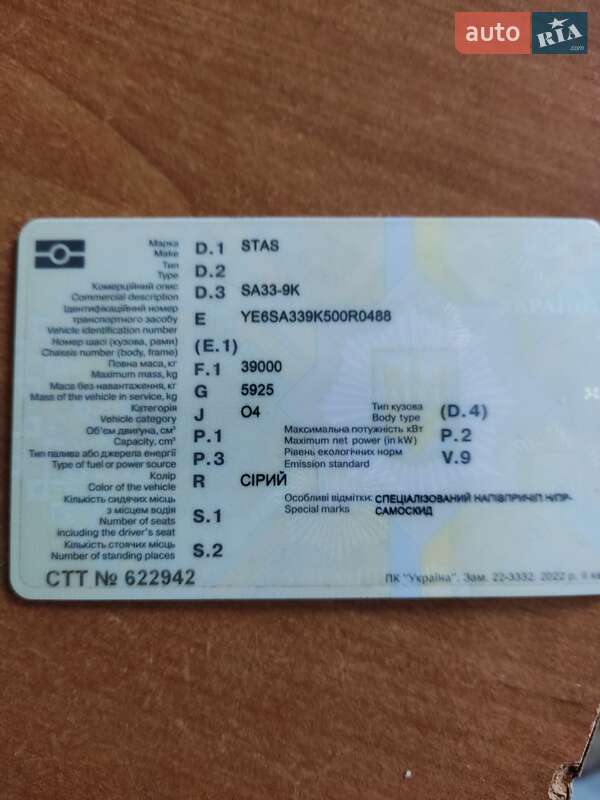 auto RIA.com
Марка D.1 STAS
Make
Тип D.2
Type
Комерційний опис D.3 SA33-9K
Commercial description
Ідентифікаційний номер
транспортного засобу E YE6SA339K500R0488
Vehicle identification number
Номер шасі (кузова, рами) (E.1)
Chassis number (body, frame)
Повна маса, кг F.1 39000
Maximum mass, kg
Маса без навантаження, кг G 5925
Mass of the vehicle in service, kg
Категорія J O4 Тип кузова (D.4)
Vehicle category Body type
Об'єм двигуна, см³ P.1 Максимальна потужність кВт P.2
Capacity, cm³ Maximum net power (in kW)
Тип палива або джерела енергії P.3 Рівень екологічних норм V.9
Type of fuel or power source Emission standard
Колір R СІРИЙ
Color of the vehicle
Кількість сидячих місць Особливі відмітки: СПЕЦІАЛІЗОВАНИЙ НАПІВПРИЧІП Н/ПР-
з місцем водія S.1 Special marks САМОСКИД
Number of seats
including the driver's seat
Кількість стоячих місць S.2
Number of standing places
СТТ № 622942
ПК "Україна". Зам. 22-3332. 2022 р. ІІ кв